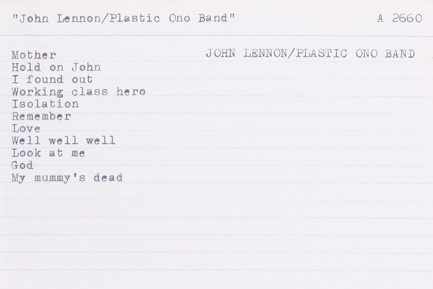 "John Lennon/Plastic Ono Band" A 2660
Mother JOHN LENNON/PLASTIC ONO BAND
Hold on John
I found out
Working class hero
Isolation
Remember
Love
Well well well
Look at me
God
My mummy's dead